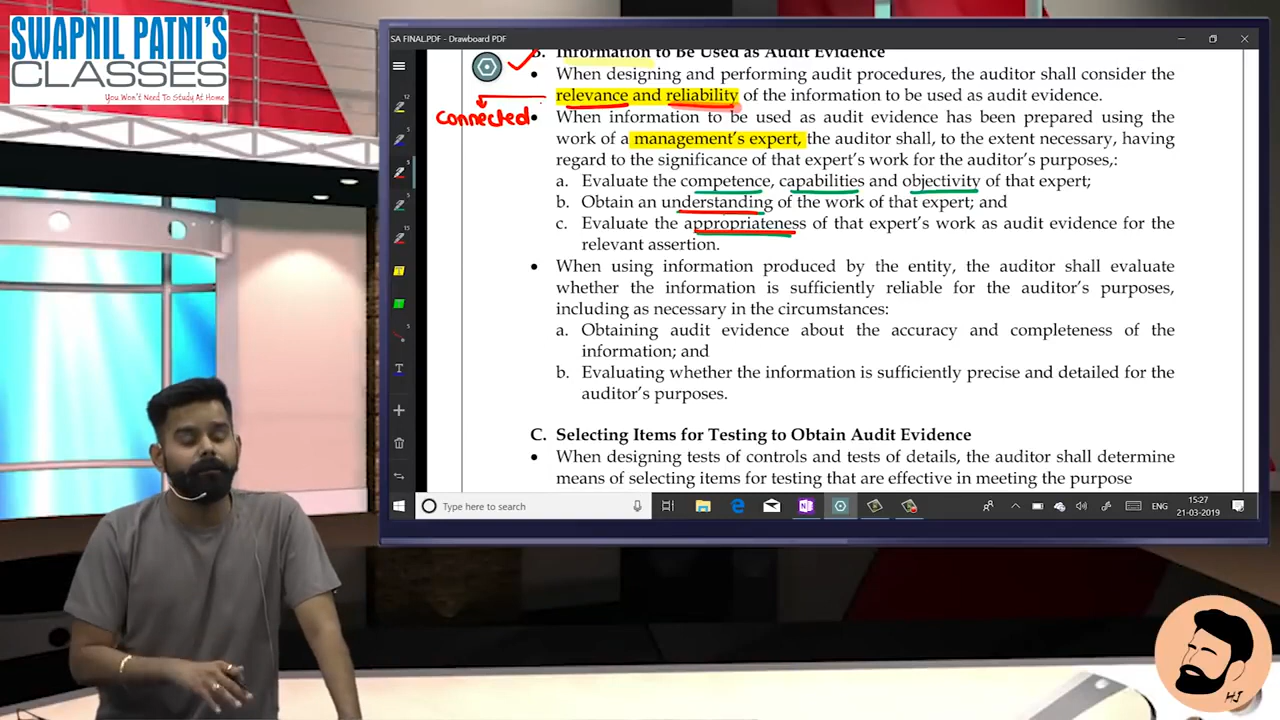 SWAPNIL PATNI'S
CLASSES
You Won't Need To Study At Home
SA FINAL.PDF - Drawboard PDF
B. Information to Be Used as Audit Evidence
• When designing and performing audit procedures, the auditor shall consider the
relevance and reliability of the information to be used as audit evidence.
connected
• When information to be used as audit evidence has been prepared using the
work of a management's expert, the auditor shall, to the extent necessary, having
regard to the significance of that expert's work for the auditor's purposes,:
a. Evaluate the competence, capabilities and objectivity of that expert;
b. Obtain an understanding of the work of that expert; and
c. Evaluate the appropriateness of that expert's work as audit evidence for the
relevant assertion.
• When using information produced by the entity, the auditor shall evaluate
whether the information is sufficiently reliable for the auditor's purposes,
including as necessary in the circumstances:
a. Obtaining audit evidence about the accuracy and completeness of the
information; and
b. Evaluating whether the information is sufficiently precise and detailed for the
auditor's purposes.
C. Selecting Items for Testing to Obtain Audit Evidence
• When designing tests of controls and tests of details, the auditor shall determine
means of selecting items for testing that are effective in meeting the purpose
Type here to search
ENG
15:27
21-03-2019
HJ